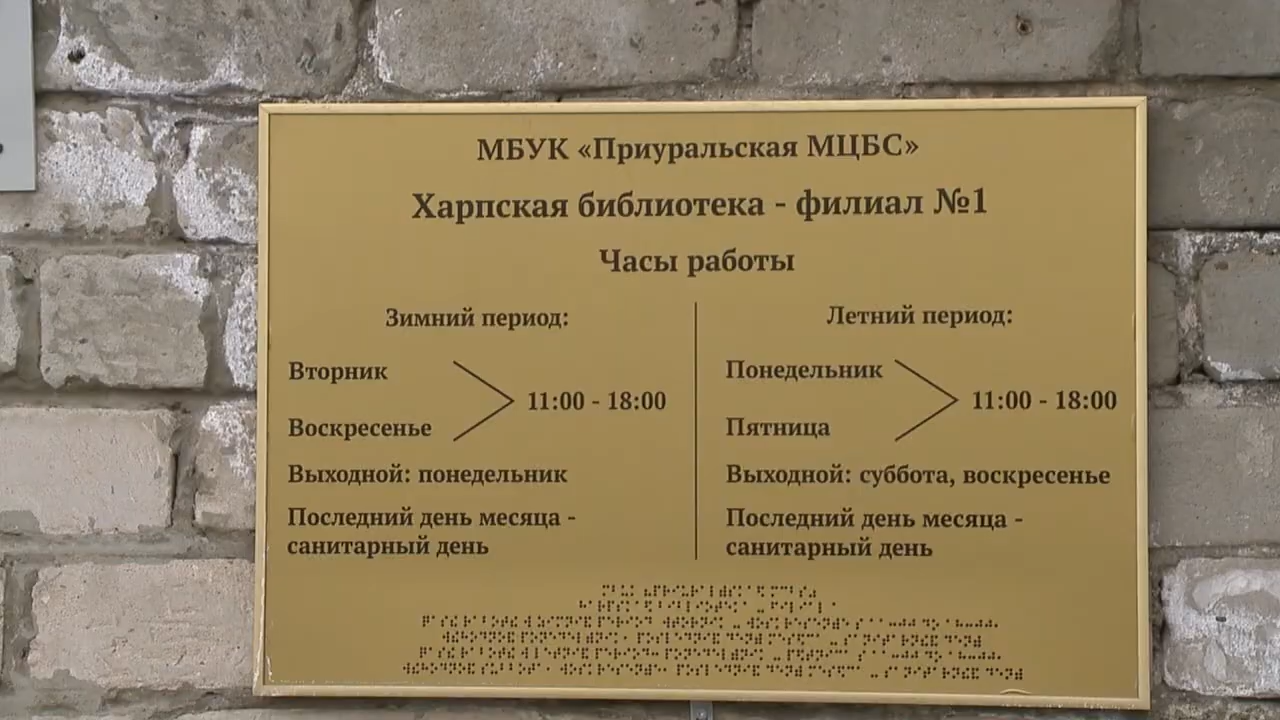 МБУК «Приуральская МЦБС»
Харпская библиотека - филиал №1
Часы работы
Зимний период:
Вторник
Воскресенье
11:00 - 18:00
Выходной: понедельник
Последний день месяца -
санитарный день
Летний период:
Понедельник
Пятница
11:00 - 18:00
Выходной: суббота, воскресенье
Последний день месяца -
санитарный день